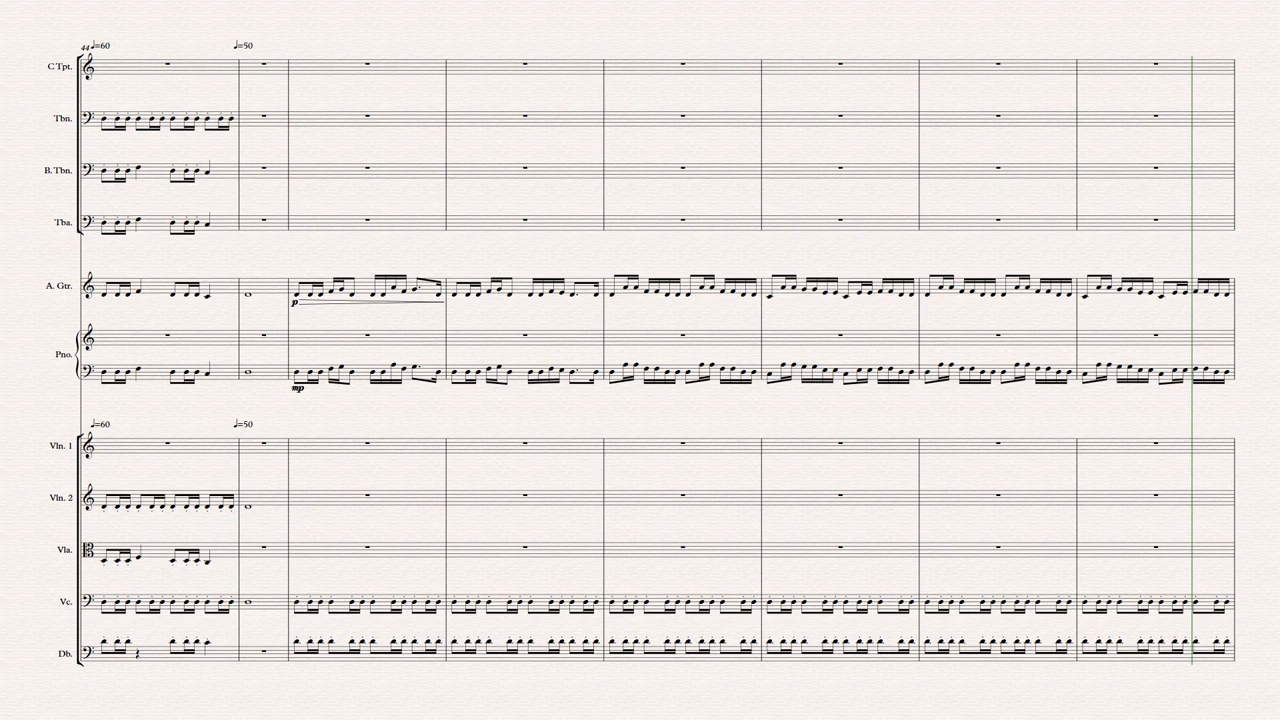 44 ♩=60 ♩=50
C Tpt.
Tbn.
B. Tbn.
Tba.
A. Gtr.
p
Pno.
mp
♩=60 ♩=50
Vln. 1
Vln. 2
Vla.
Vc.
Db.